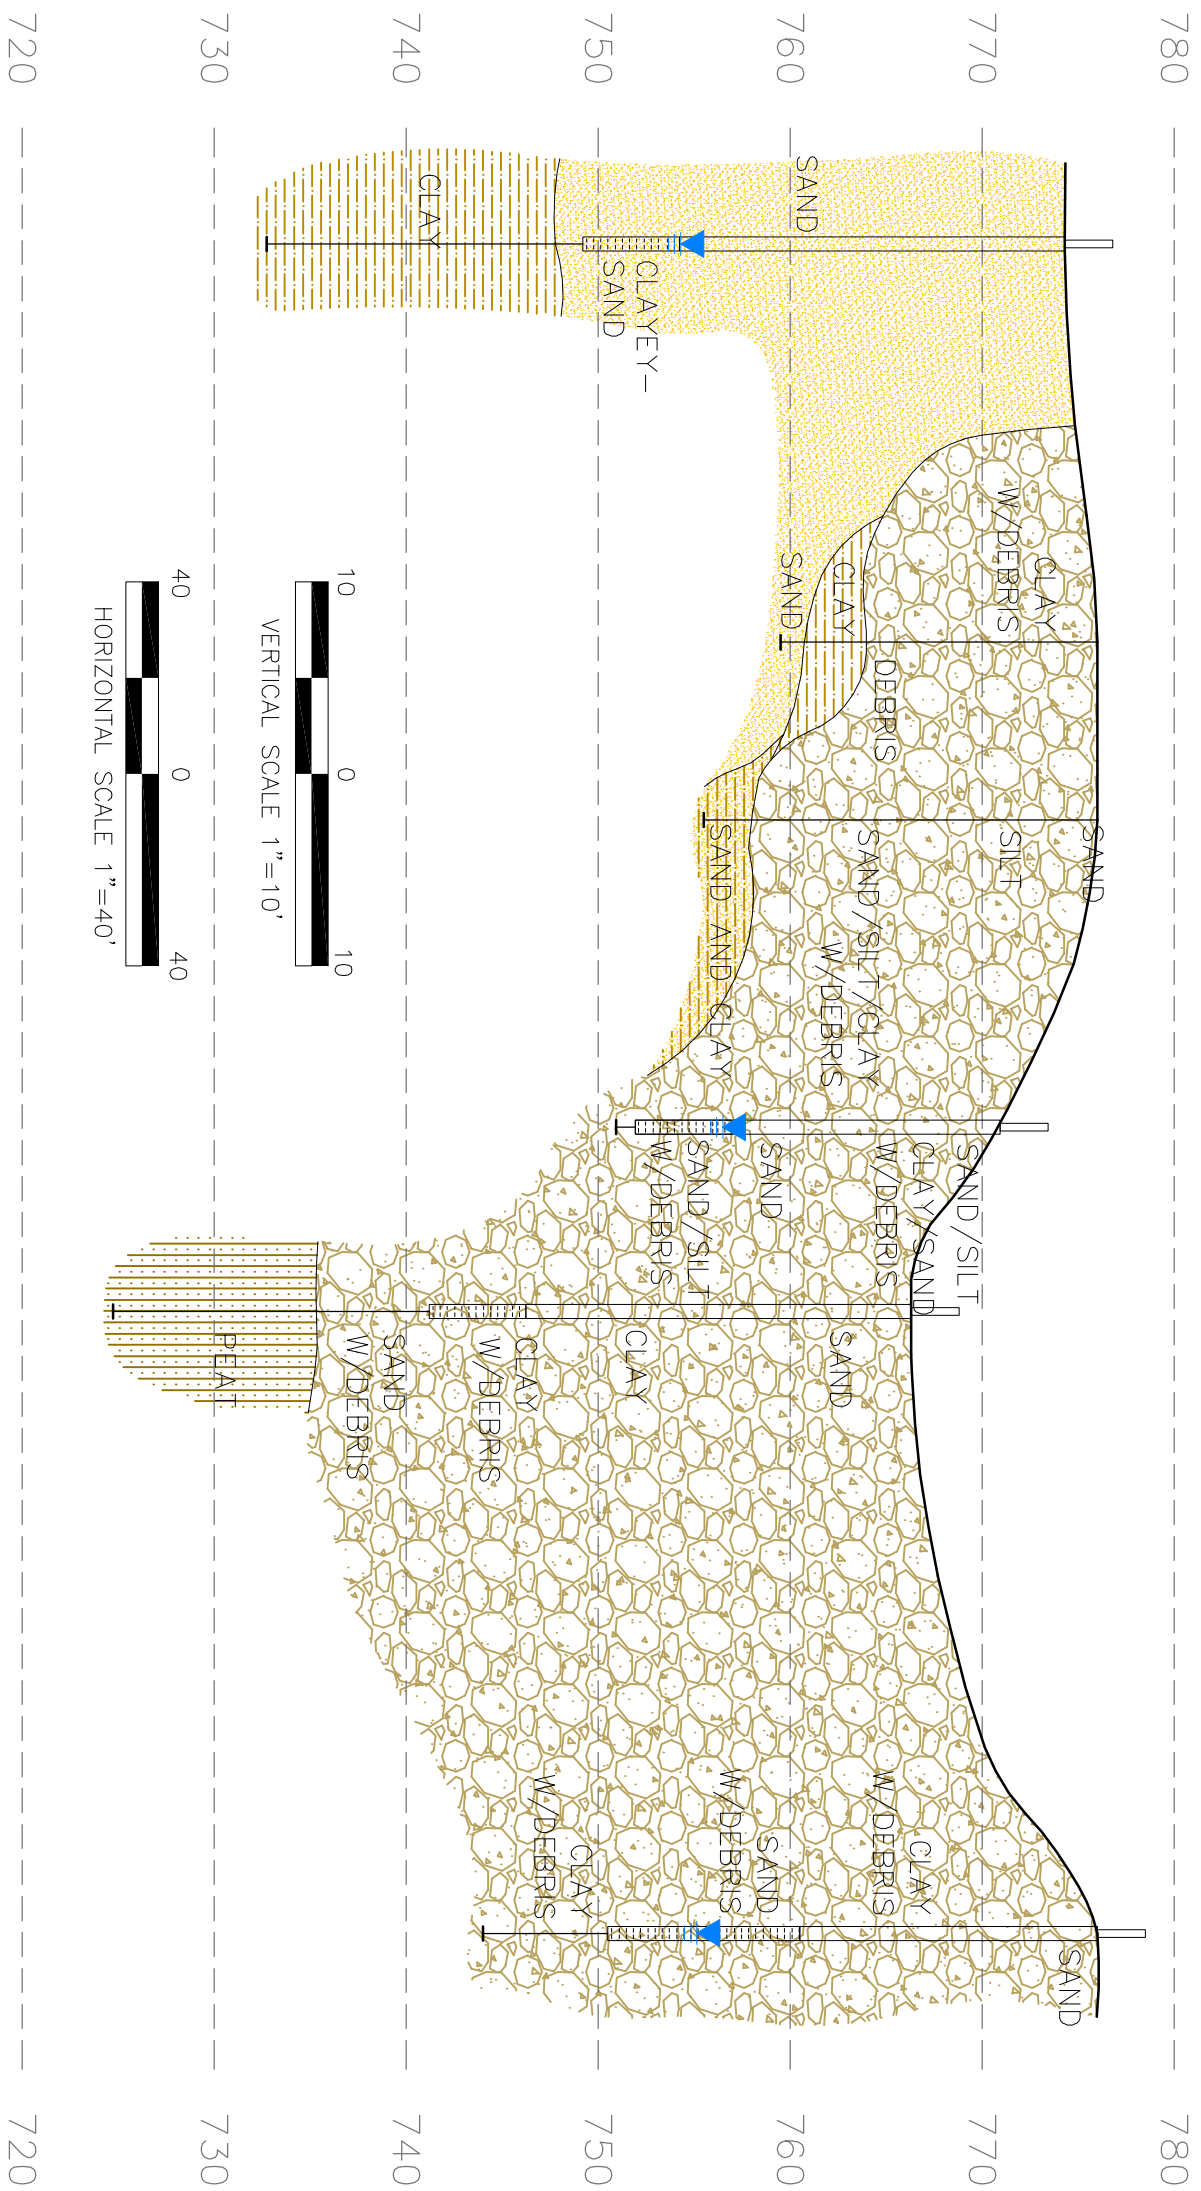 780
770
760
750
740
730
720
780
770
760
750
740
730
720
SAND
CLAYEY-
SAND
CLAY
CLAY
W/DEBRIS
DEBRIS
CLAY
SAND
SAND
SILT
SAND/SILT/CLAY
W/DEBRIS
SAND AND CLAY
SAND/SILT
CLAY/SAND
W/DEBRIS
SAND
SAND/SILT
W/DEBRIS
SAND
CLAY
CLAY
W/DEBRIS
SAND
W/DEBRIS
PEAT
SAND
CLAY
W/DEBRIS
SAND
W/DEBRIS
CLAY
W/DEBRIS
10 0 10
VERTICAL SCALE 1"=10'
40 0 40
HORIZONTAL SCALE 1"=40'